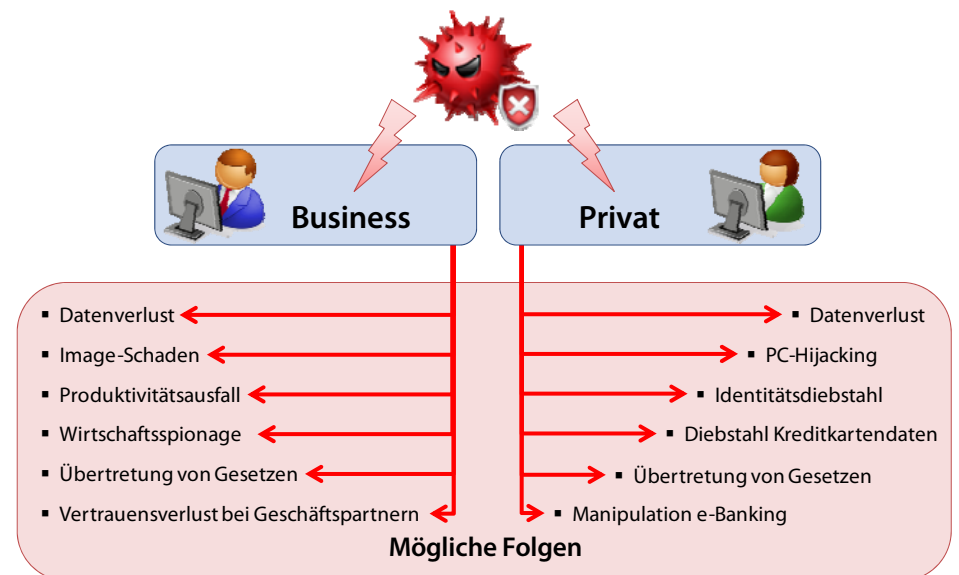 Business
Privat
▪ Datenverlust
▪ Image-Schaden
▪ Produktivitätsausfall
▪ Wirtschaftsspionage
▪ Übertretung von Gesetzen
▪ Vertrauensverlust bei Geschäftspartnern
▪ Datenverlust
▪ PC-Hijacking
▪ Identitätsdiebstahl
▪ Diebstahl Kreditkartendaten
▪ Übertretung von Gesetzen
▪ Manipulation e-Banking
Mögliche Folgen